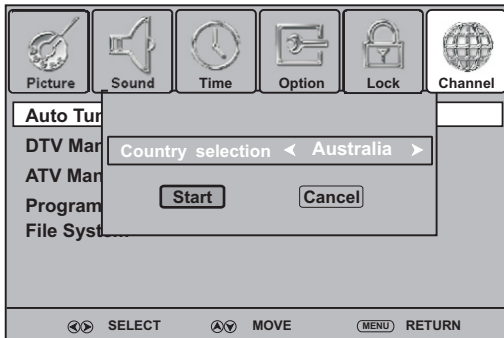 Picture Sound Time Option Lock Channel
Auto Tun
DTV Man
Country selection Australia
ATV Man
Start Cancel
Program
File System
SELECT MOVE MENU RETURN